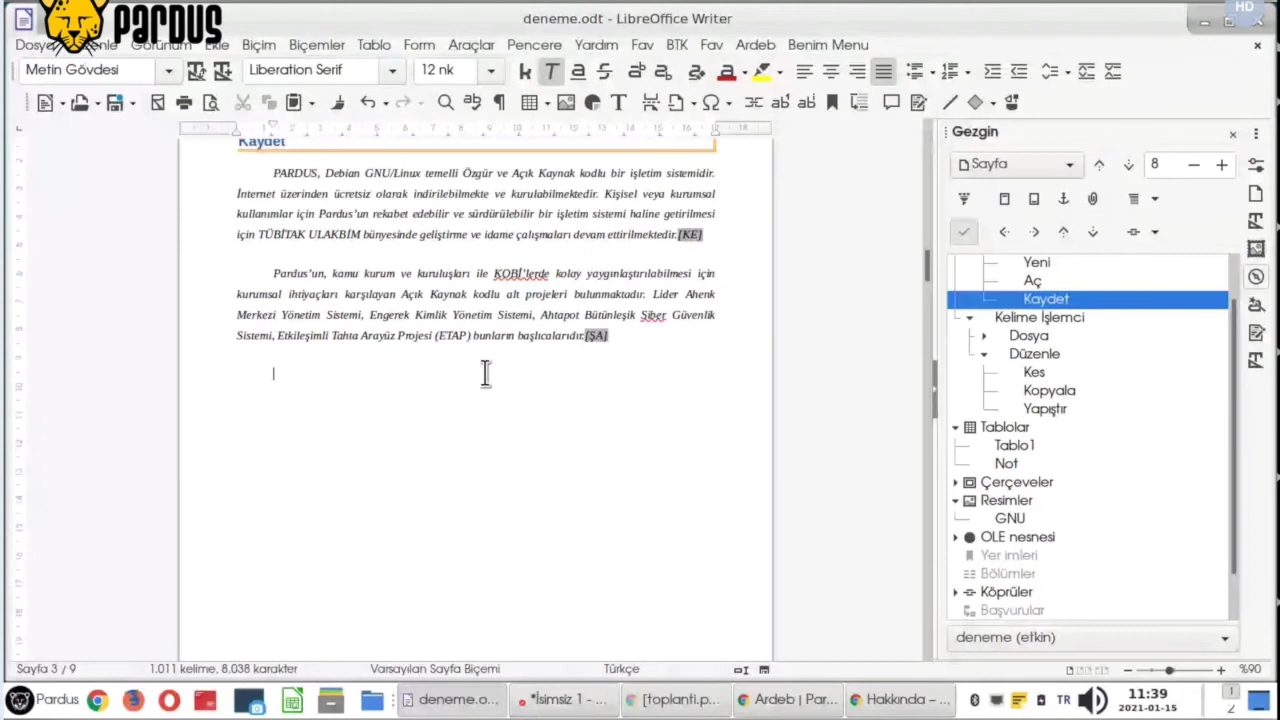 PARDUS
deneme.odt - LibreOffice Writer
HD
Görünüm Ekle Biçim Biçemler Tablo Form Araçlar Pencere Yardım Fav BTK Fav Ardeb Benim Menu
Metin Gövdesi Liberation Serif 12 nk
Kaydet
PARDUS, Debian GNU/Linux temelli Özgür ve Açık Kaynak kodlu bir işletim sistemidir.
İnternet üzerinden ücretsiz olarak indirilebilmekte ve kurulabilmektedir. Kişisel veya kurumsal
kullanımlar için Pardus'un rekabet edebilir ve sürdürülebilir bir işletim sistemi haline getirilmesi
için TÜBİTAK ULAKBİM bünyesinde geliştirme ve idame çalışmaları devam ettirilmektedir.[KE]
Pardus'un, kamu kurum ve kuruluşları ile KOBİ'lerde kolay yaygınlaştırılabilmesi için
kurumsal ihtiyaçları karşılayan Açık Kaynak kodlu alt projeleri bulunmaktadır. Lider Ahenk
Merkezi Yönetim Sistemi, Engerek Kimlik Yönetim Sistemi, Ahtapot Bütünleşik Siber Güvenlik
Sistemi, Etkileşimli Tahta Arayüz Projesi (ETAP) bunların başlıcalarıdır.[ŞA]
Gezgin
Sayfa 8
Yeni
Aç
Kaydet
Kelime İşlemci
Dosya
Düzenle
Kes
Kopyala
Yapıştır
Tablolar
Tablo1
Not
Çerçeveler
Resimler
GNU
OLE nesnesi
Yer imleri
Bölümler
Köprüler
Başvurular
deneme (etkin)
Sayfa 3 / 9 1.011 kelime, 8.038 karakter Varsayılan Sayfa Biçemi Türkçe %90
Pardus deneme.o... *İsimsiz 1 - ... [toplanti.p... Ardeb | Par... Hakkında – ... TR 11:39
2021-01-15
1
2